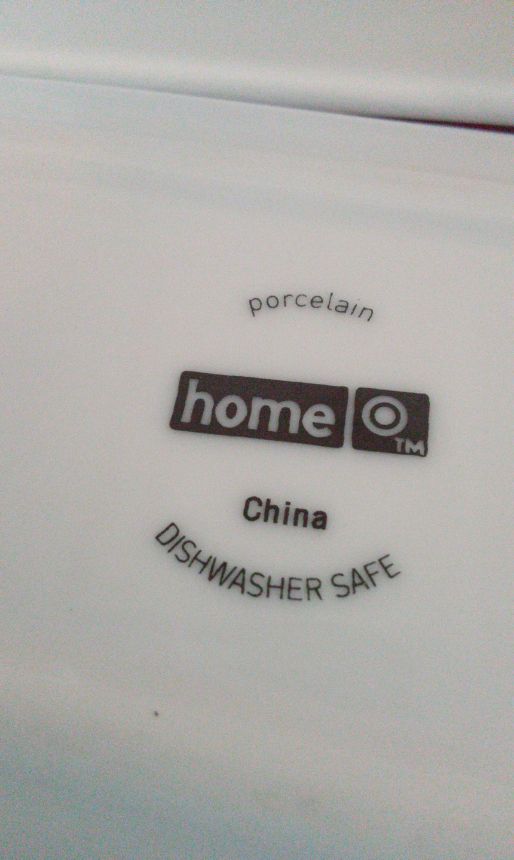 porcelain
home
TM
China
DISHWASHER SAFE